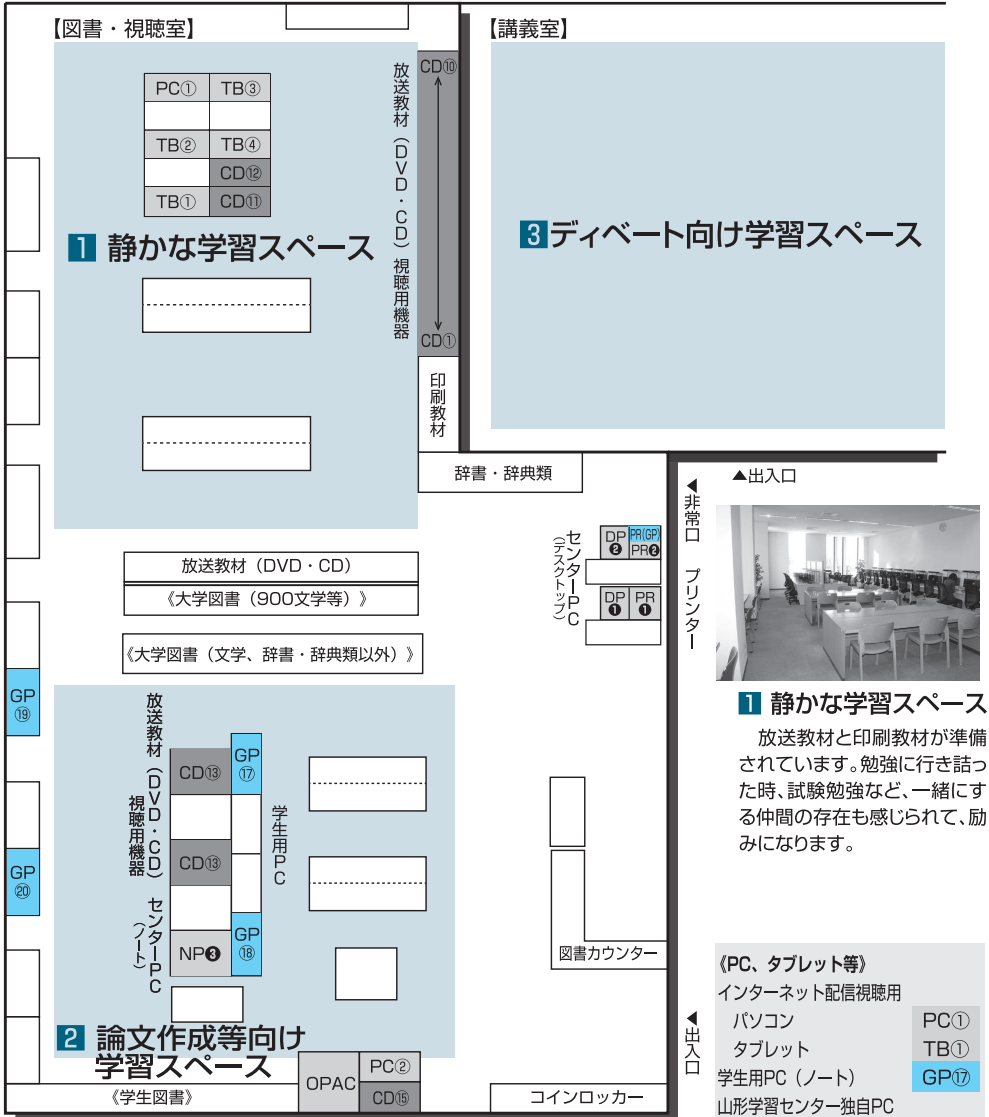 【図書・視聴室】
【講義室】
PC①
TB③
TB②
TB④
CD⑫
TB①
CD⑪
放送教材（DVD・CD）視聴用機器
CD⑩
CD①
印刷教材
1 静かな学習スペース
3 ディベート向け学習スペース
辞書・辞典類
▲出入口
◀非常口
プリンター
センターPC
（デスクトップ）
DP❷
PR(GP)
PR❷
DP❶
PR❶
放送教材（DVD・CD）
《大学図書（900文学等）》
《大学図書（文学、辞書・辞典類以外）》
GP⑲
GP⑳
放送教材（DVD・CD）
視聴用機器
CD⑬
GP⑰
学生用PC
CD⑬
センターPC
（ノート）
NP❸
GP⑱
2 論文作成等向け
学習スペース
《学生図書》
OPAC
PC②
CD⑮
コインロッカー
図書カウンター
◀出入口
1 静かな学習スペース
放送教材と印刷教材が準備
されています。勉強に行き詰っ
た時、試験勉強など、一緒にす
る仲間の存在も感じられて、励
みになります。
《PC、タブレット等》
インターネット配信視聴用
パソコン PC①
タブレット TB①
学生用PC（ノート） GP⑰
山形学習センター独自PC